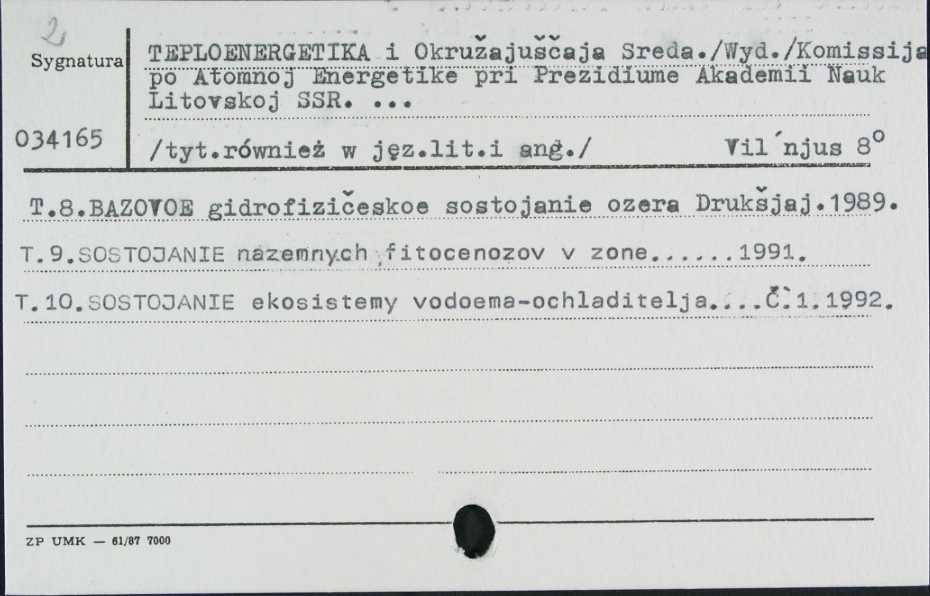 2
Sygnatura
TEPLOENERGETIKA i Okružajuščaja Sreda./Wyd./Komissija
po Atomnoj Energetike pri Prezidiume Akademii Nauk
Litovskoj SSR. ...
034165
/tyt.również w jęz.lit.i ang./ Vil´njus 8º
T.8.BAZOVOE gidrofizičeskoe sostojanie ozera Drukšjaj.1989.
T.9.SOSTOJANIE nazemnych fitocenozov v zone......1991.
T.10.SOSTOJANIE ekosistemy vodoema-ochladitelja....Č.1.1992.
ZP UMK — 61/87 7000